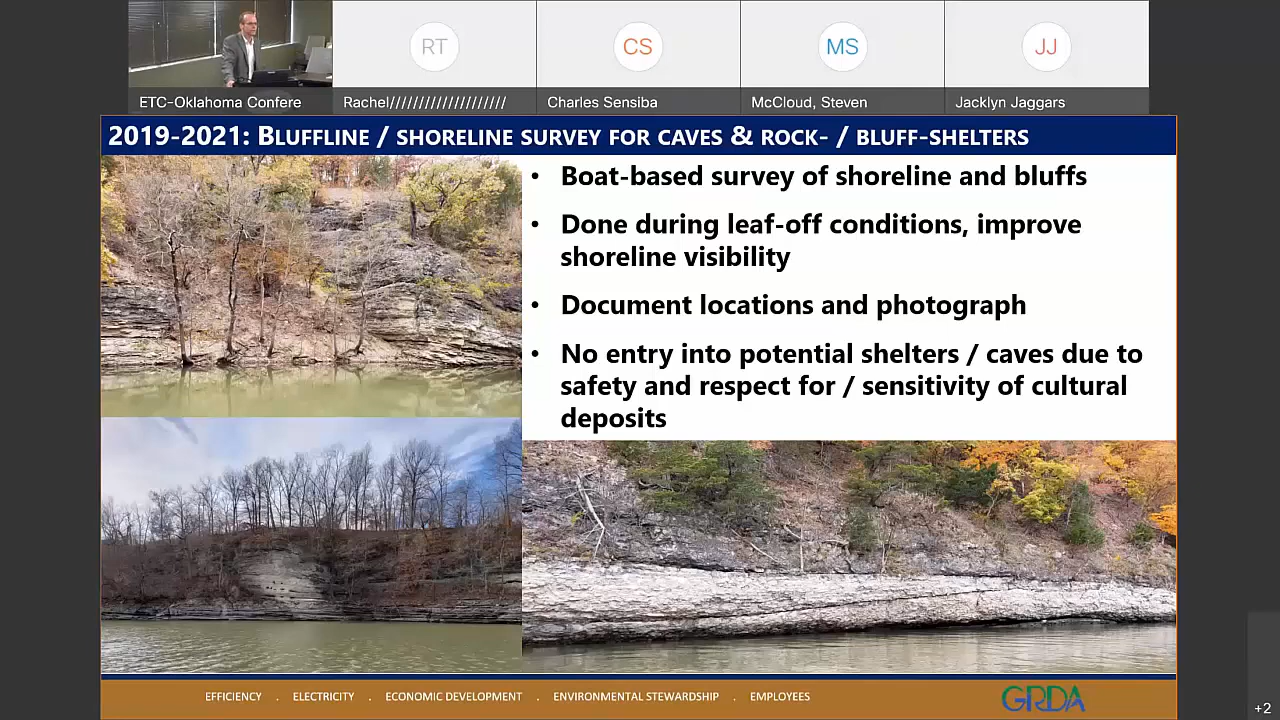 RT
CS
MS
JJ
ETC-Oklahoma Confere
Rachel////////////////////
Charles Sensiba
McCloud, Steven
Jacklyn Jaggars
2019-2021: BLUFFLINE / SHORELINE SURVEY FOR CAVES & ROCK- / BLUFF-SHELTERS
• Boat-based survey of shoreline and bluffs
• Done during leaf-off conditions, improve
shoreline visibility
• Document locations and photograph
• No entry into potential shelters / caves due to
safety and respect for / sensitivity of cultural
deposits
EFFICIENCY . ELECTRICITY . ECONOMIC DEVELOPMENT . ENVIRONMENTAL STEWARDSHIP . EMPLOYEES
GRDA
+2